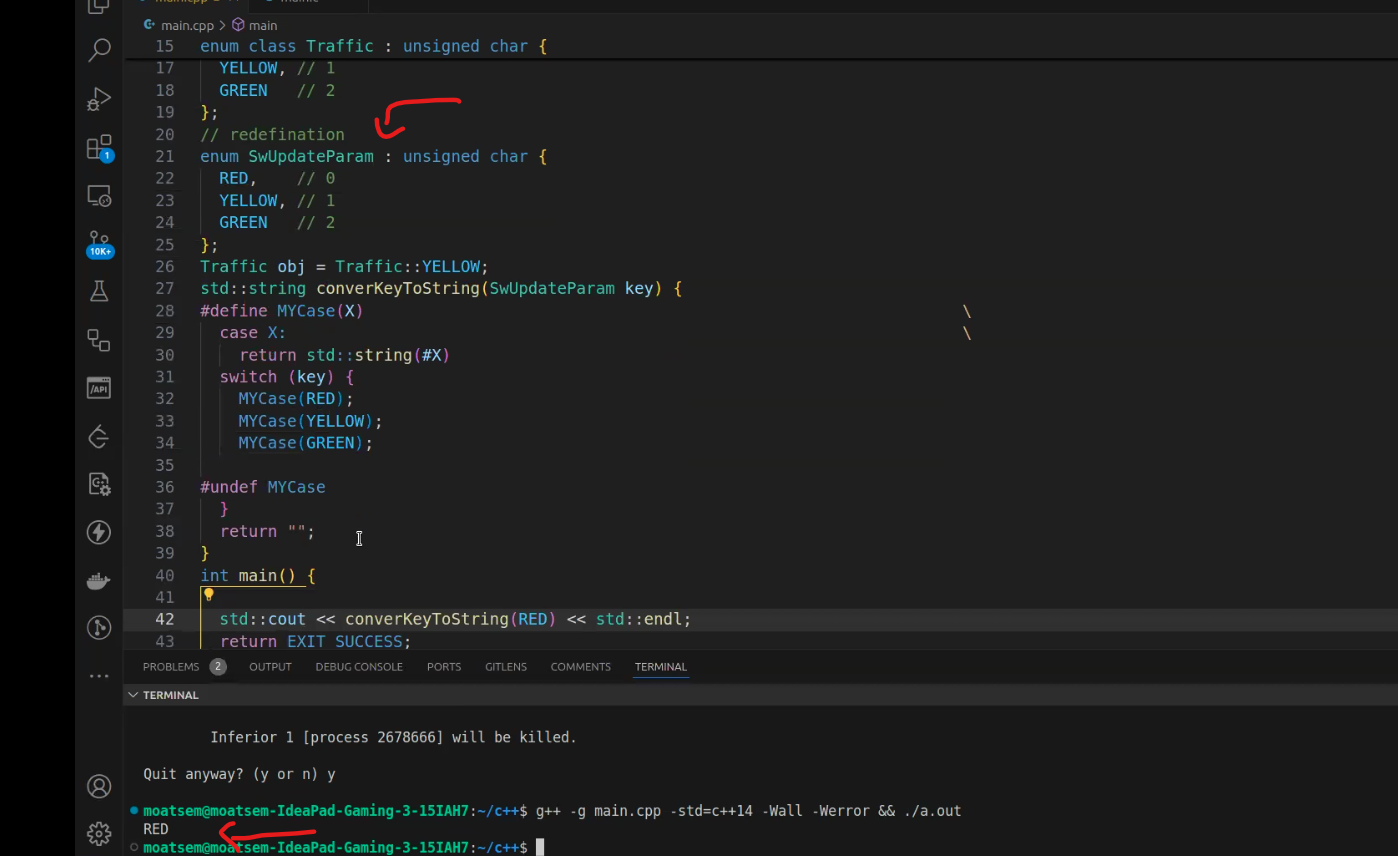 main.cpp > main
15 enum class Traffic : unsigned char {
17 YELLOW, // 1
18 GREEN // 2
19 };
20 // redefination
21 enum SwUpdateParam : unsigned char {
22 RED, // 0
23 YELLOW, // 1
24 GREEN // 2
25 };
26 Traffic obj = Traffic::YELLOW;
27 std::string converKeyToString(SwUpdateParam key) {
28 #define MYCase(X) \
29 case X: \
30 return std::string(#X)
31 switch (key) {
32 MYCase(RED);
33 MYCase(YELLOW);
34 MYCase(GREEN);
35
36 #undef MYCase
37 }
38 return "";
39 }
40 int main() {
41
42 std::cout << converKeyToString(RED) << std::endl;
43 return EXIT_SUCCESS;
1
10K+
/API
PROBLEMS 2 OUTPUT DEBUG CONSOLE PORTS GITLENS COMMENTS TERMINAL
TERMINAL
Inferior 1 [process 2678666] will be killed.
Quit anyway? (y or n) y
moatsem@moatsem-IdeaPad-Gaming-3-15IAH7:~/c++$ g++ -g main.cpp -std=c++14 -Wall -Werror && ./a.out
RED
moatsem@moatsem-IdeaPad-Gaming-3-15IAH7:~/c++$